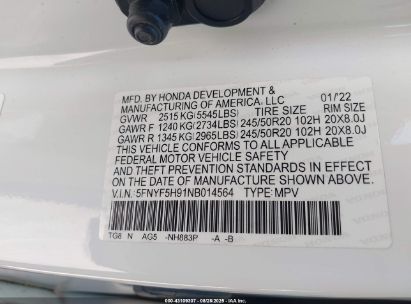 MFD. BY HONDA DEVELOPMENT &
MANUFACTURING OF AMERICA, LLC 01/'22
GVWR 2515 KG(5545LBS) TIRE SIZE RIM SIZE
GAWR F 1240 KG(2734LBS) 245/50R20 102H 20X8.0J
GAWR R 1345 KG(2965LBS) 245/50R20 102H 20X8.0J
THIS VEHICLE CONFORMS TO ALL APPLICABLE
FEDERAL MOTOR VEHICLE SAFETY
AND THEFT PREVENTION STANDARDS IN EFFECT
ON THE DATE OF MANUFACTURE SHOWN ABOVE.
V.I.N. 5FNYF5H91NB014564 TYPE:MPV
TG8 N AG5 -NH883P -A -B